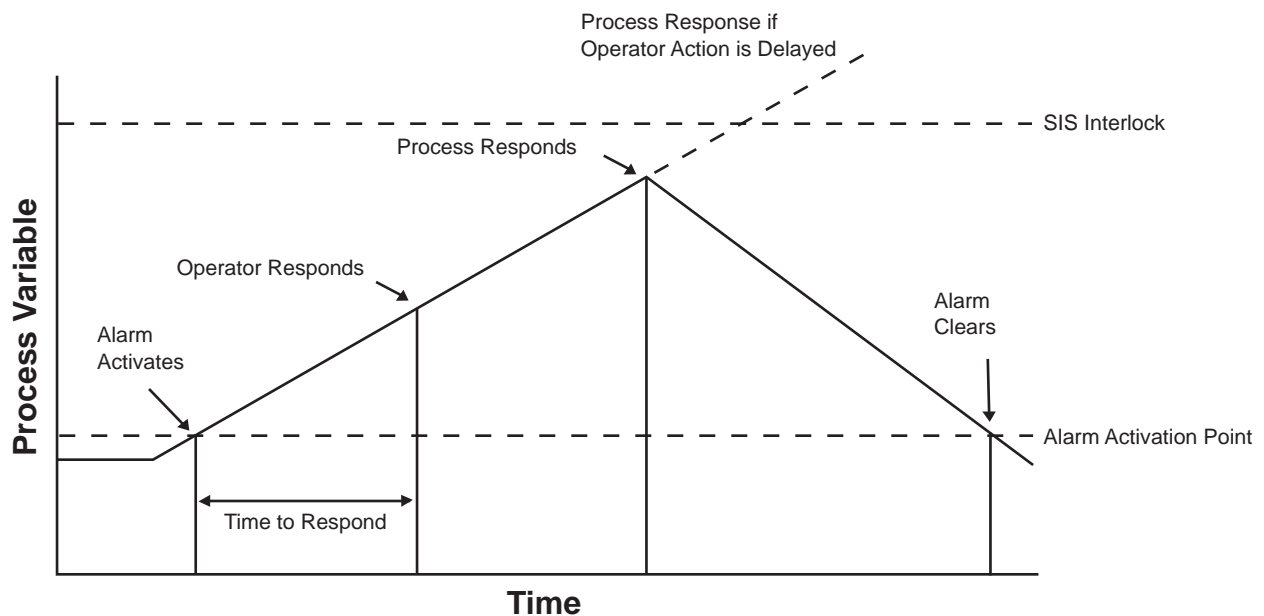 Process Response if
Operator Action is Delayed
SIS Interlock
Process Responds
Operator Responds
Alarm
Activates
Alarm
Clears
Process Variable
Alarm Activation Point
Time to Respond
Time